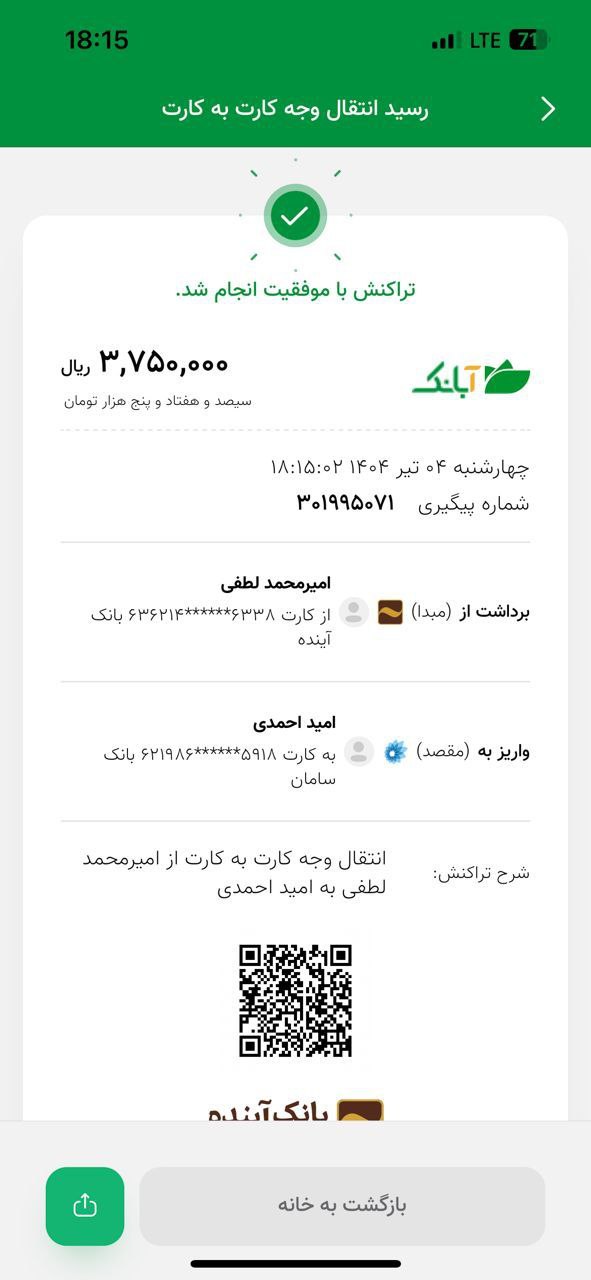 18:15
LTE 71
رسید انتقال وجه کارت به کارت
تراکنش با موفقیت انجام شد.
آبانک
۳,۷۵۰,۰۰۰ ریال
سیصد و هفتاد و پنج هزار تومان
چهارشنبه ۰۴ تیر ۱۴۰۴ ۱۸:۱۵:۰۲
شماره پیگیری ۳۰۱۹۹۵۰۷۱
برداشت از (مبدا)
امیرمحمد لطفی
از کارت ۶۳۶۲۱۴******۶۳۳۸ بانک
آینده
واریز به (مقصد)
امید احمدی
به کارت ۶۲۱۹۸۶******۵۹۱۸ بانک
سامان
شرح تراکنش:
انتقال وجه کارت به کارت از امیرمحمد
لطفی به امید احمدی
بانک آینده
بازگشت به خانه